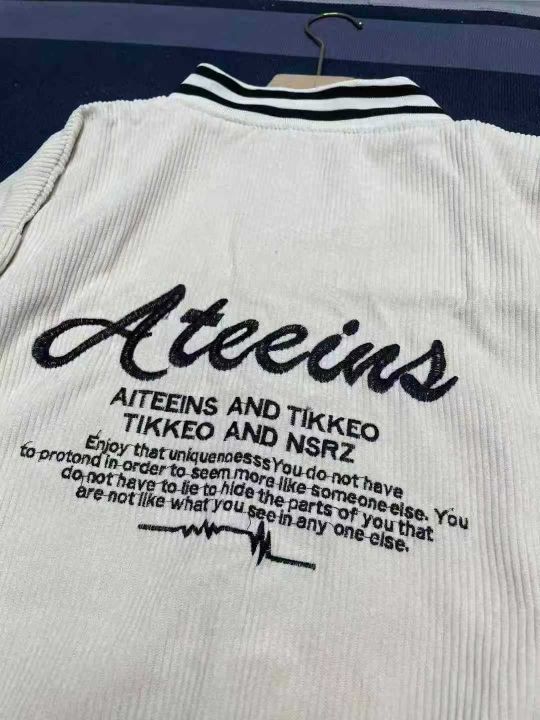 Ateeins
AITEEINS AND TIKKEO
TIKKEO AND NSRZ
Enjoy that uniquenoesssYou do not have
to protond in order to seem more like someone else. You
do not have to lie to hide the parts of you that
are not like what you see in any one else.